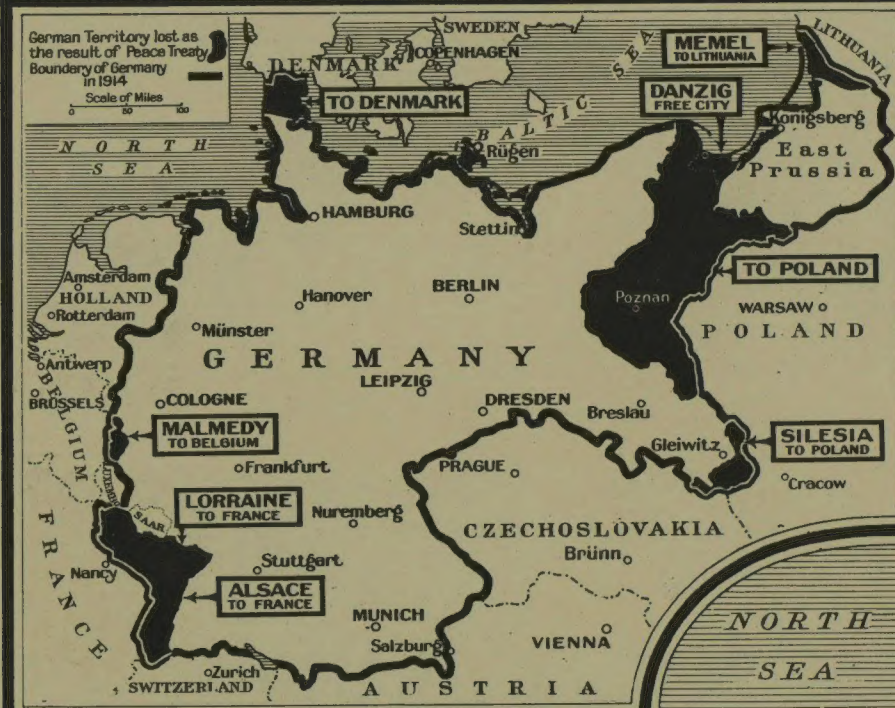 German Territory lost as
the result of Peace Treaty
Boundary of Germany
in 1914
Scale of Miles
0 50 100
SWEDEN
COPENHAGEN
DENMARK
TO DENMARK
BALTIC SEA
MEMEL
TO LITHUANIA
LITHUANIA
DANZIG
FREE CITY
Konigsberg
East
Prussia
NORTH
SEA
Rügen
HAMBURG
Stettin
Amsterdam
HOLLAND
Rotterdam
Hanover
BERLIN
Poznan
TO POLAND
WARSAW
POLAND
Münster
GERMANY
Antwerp
BELGIUM
BRÜSSELS
COLOGNE
LEIPZIG
DRESDEN
Breslau
MALMEDY
TO BELGIUM
Gleiwitz
SILESIA
TO POLAND
Cracow
Frankfurt
PRAGUE
LORRAINE
TO FRANCE
SAAR
Nuremberg
CZECHOSLOVAKIA
Brünn
FRANCE
Nancy
Stuttgart
ALSACE
TO FRANCE
MUNICH
Salzburg
VIENNA
Zurich
SWITZERLAND
AUSTRIA
NORTH
SEA